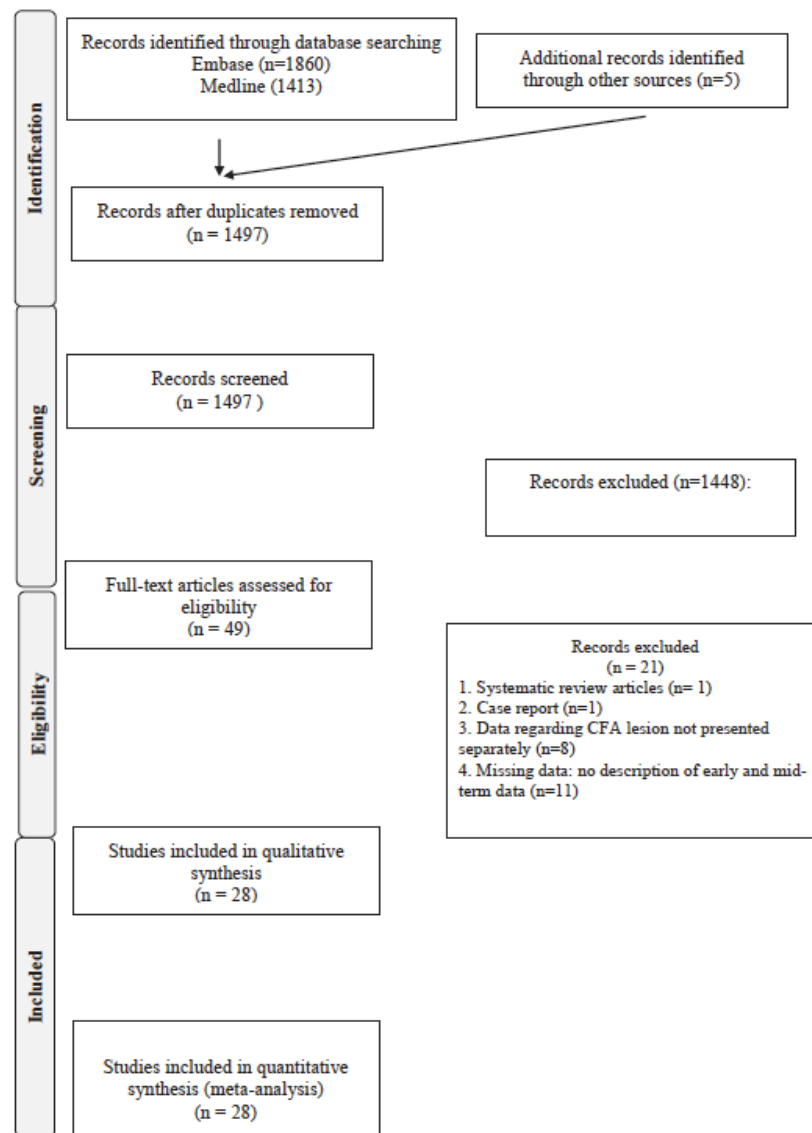 Records identified through database searching
Embase (n=1860)
Medline (1413)
Additional records identified
through other sources (n=5)
Identification
Records after duplicates removed
(n = 1497)
Screening
Records screened
(n = 1497 )
Records excluded (n=1448):
Eligibility
Full-text articles assessed for
eligibility
(n = 49)
Records excluded
(n = 21)
1. Systematic review articles (n= 1)
2. Case report (n=1)
3. Data regarding CFA lesion not presented
separately (n=8)
4. Missing data: no description of early and mid-
term data (n=11)
Included
Studies included in qualitative
synthesis
(n = 28)
Studies included in quantitative
synthesis (meta-analysis)
(n = 28)